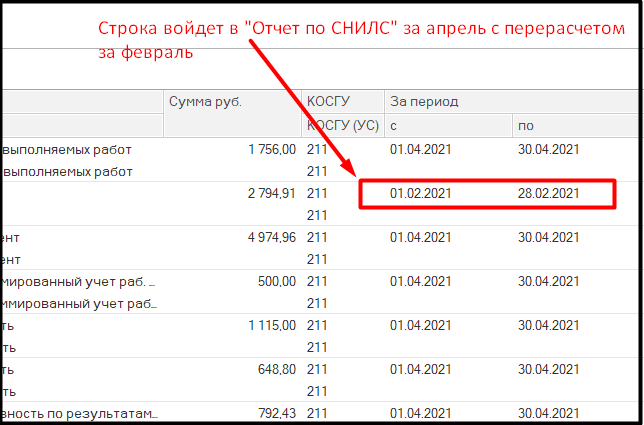 Строка войдет в "Отчет по СНИЛС" за апрель с перерасчетом
за февраль
Сумма руб. КОСГУ За период
КОСГУ (УС) с по
выполняемых работ 1 756,00 211 01.04.2021 30.04.2021
выполняемых работ 211
2 794,91 211 01.02.2021 28.02.2021
211
ент 4 974,96 211 01.04.2021 30.04.2021
ент 211
ммированный учет раб. ... 500,00 211 01.04.2021 30.04.2021
ммированный учет раб... 211
ть 1 115,00 211 01.04.2021 30.04.2021
ть 211
ть 648,80 211 01.04.2021 30.04.2021
ть 211
вность по результатам... 792,43 211 01.04.2021 30.04.2021